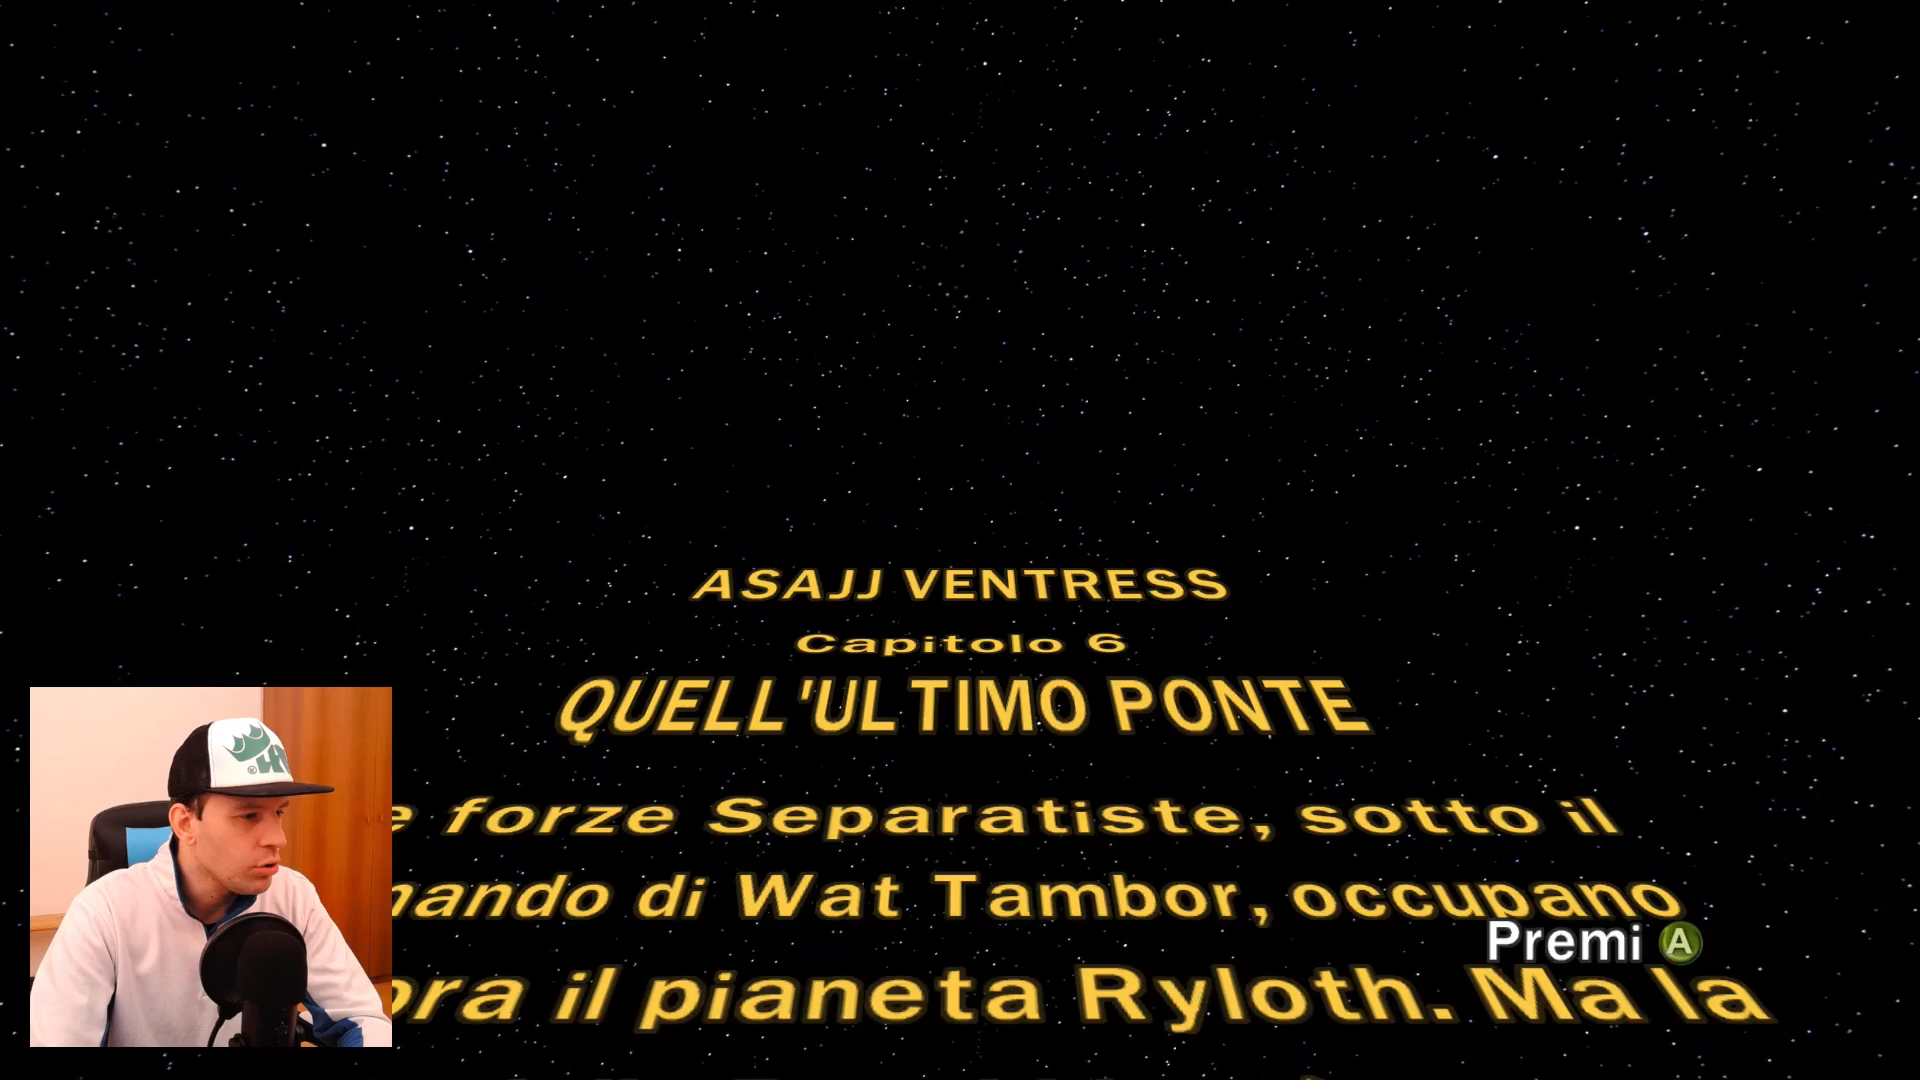 ASAJJ VENTRESS
Capitolo 6
QUELL'ULTIMO PONTE
forze Separatiste, sotto il
di Wat Tambor, occupano
Premi A
il pianeta Ryloth. Ma la